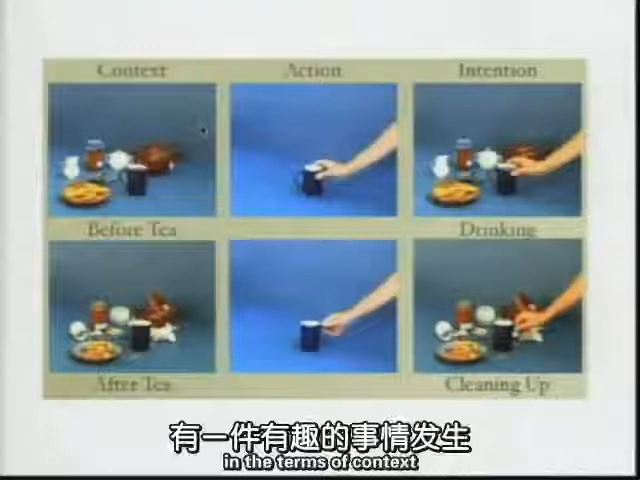 Context Action Intention
Before Tea Drinking
After Tea Cleaning Up
有一件有趣的事情发生
in the terms of context